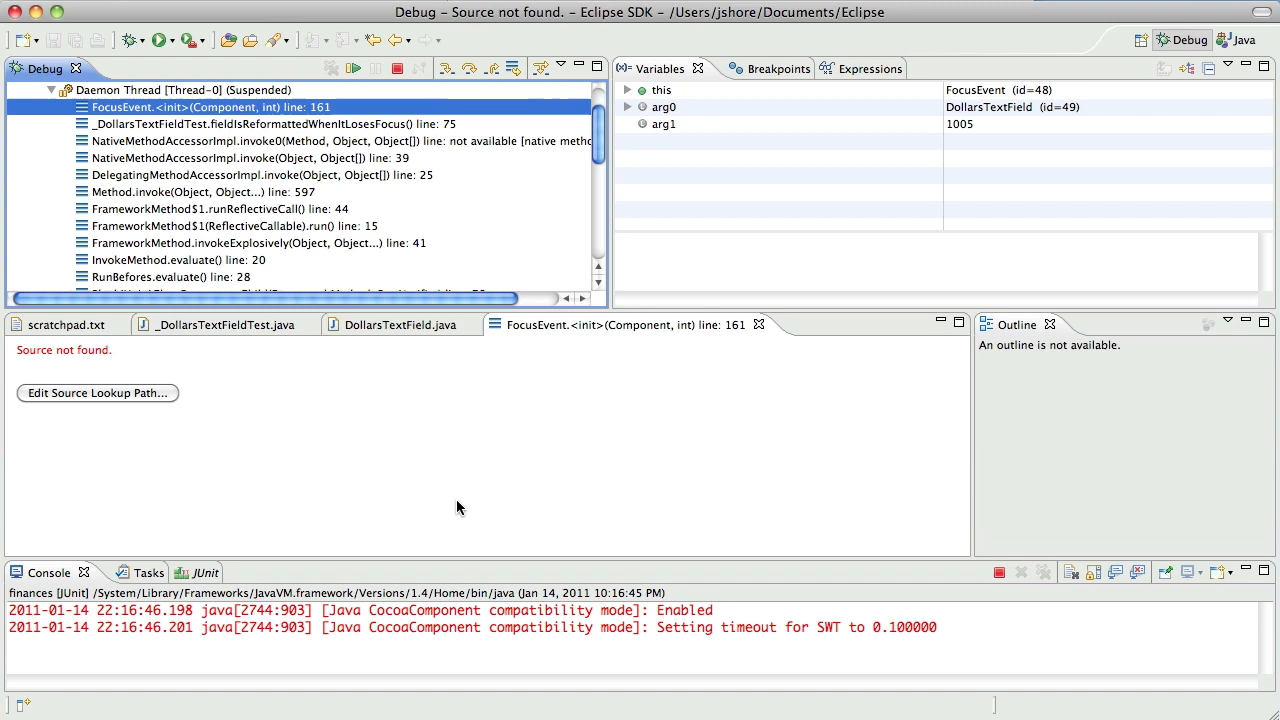 Debug – Source not found. – Eclipse SDK – /Users/jshore/Documents/Eclipse
Debug
Java
Debug
Daemon Thread [Thread-0] (Suspended)
FocusEvent.<init>(Component, int) line: 161
_DollarsTextFieldTest.fieldIsReformattedWhenItLosesFocus() line: 75
NativeMethodAccessorImpl.invoke0(Method, Object, Object[]) line: not available [native metho
NativeMethodAccessorImpl.invoke(Object, Object[]) line: 39
DelegatingMethodAccessorImpl.invoke(Object, Object[]) line: 25
Method.invoke(Object, Object...) line: 597
FrameworkMethod$1.runReflectiveCall() line: 44
FrameworkMethod$1(ReflectiveCallable).run() line: 15
FrameworkMethod.invokeExplosively(Object, Object...) line: 41
InvokeMethod.evaluate() line: 20
RunBefores.evaluate() line: 28
(x)= Variables
Breakpoints
Expressions
this FocusEvent (id=48)
arg0 DollarsTextField (id=49)
arg1 1005
scratchpad.txt
_DollarsTextFieldTest.java
DollarsTextField.java
FocusEvent.<init>(Component, int) line: 161
Source not found.
Edit Source Lookup Path...
Outline
An outline is not available.
Console
Tasks
JUnit
finances [JUnit] /System/Library/Frameworks/JavaVM.framework/Versions/1.4/Home/bin/java (Jan 14, 2011 10:16:45 PM)
2011-01-14 22:16:46.198 java[2744:903] [Java CocoaComponent compatibility mode]: Enabled
2011-01-14 22:16:46.201 java[2744:903] [Java CocoaComponent compatibility mode]: Setting timeout for SWT to 0.100000